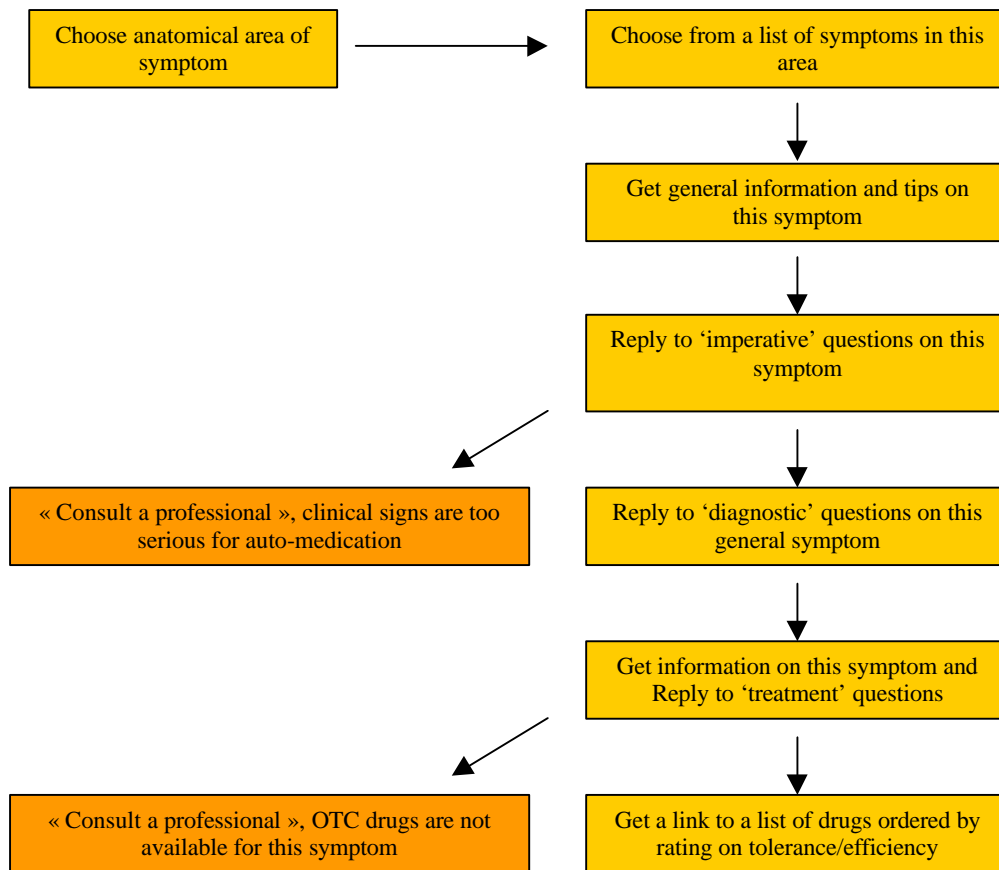 Choose anatomical area of
symptom
Choose from a list of symptoms in this
area
Get general information and tips on
this symptom
Reply to ‘imperative’ questions on this
symptom
« Consult a professional », clinical signs are too
serious for auto-medication
Reply to ‘diagnostic’ questions on this
general symptom
Get information on this symptom and
Reply to ‘treatment’ questions
« Consult a professional », OTC drugs are not
available for this symptom
Get a link to a list of drugs ordered by
rating on tolerance/efficiency